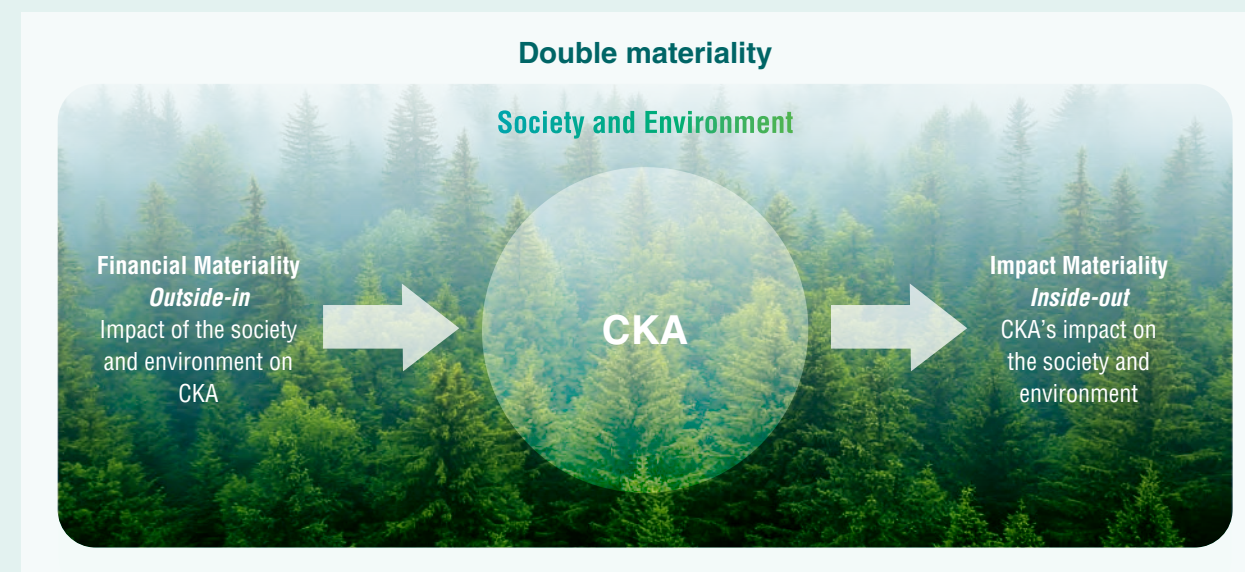 Double materiality
Society and Environment
Financial Materiality
Outside-in
Impact of the society
and environment on
CKA
CKA
Impact Materiality
Inside-out
CKA's impact on
the society and
environment